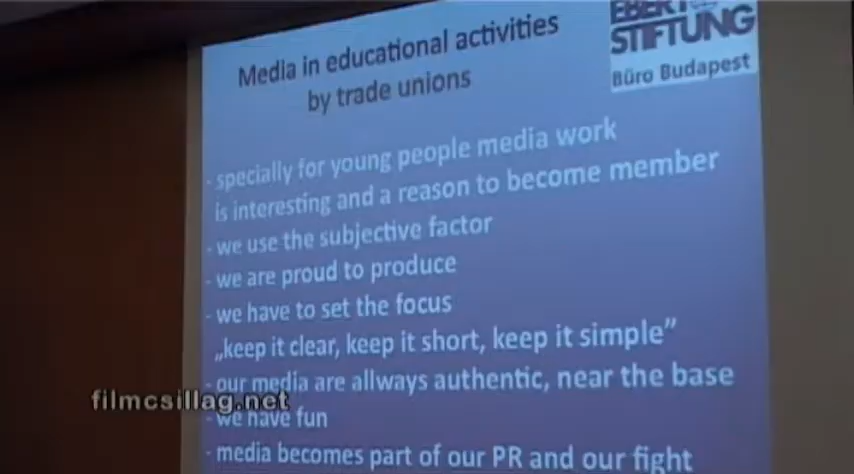 Media in educational activities
by trade unions
EBERT
STIFTUNG
Büro Budapest
- specially for young people media work
is interesting and a reason to become member
- we use the subjective factor
- we are proud to produce
- we have to set the focus
„keep it clear, keep it short, keep it simple”
- our media are allways authentic, near the base
- we have fun
- media becomes part of our PR and our fight
filmcsillag.net